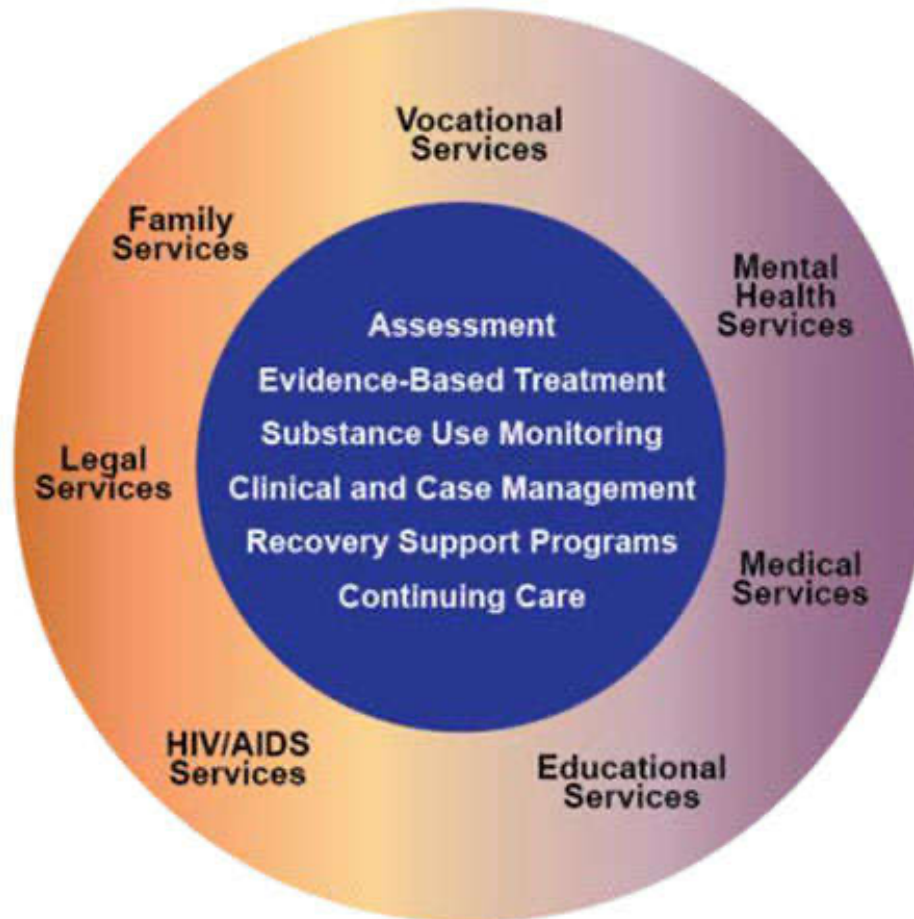 Vocational
Services
Family
Services
Mental
Health
Services
Assessment
Evidence-Based Treatment
Substance Use Monitoring
Clinical and Case Management
Recovery Support Programs
Continuing Care
Legal
Services
Medical
Services
HIV/AIDS
Services
Educational
Services